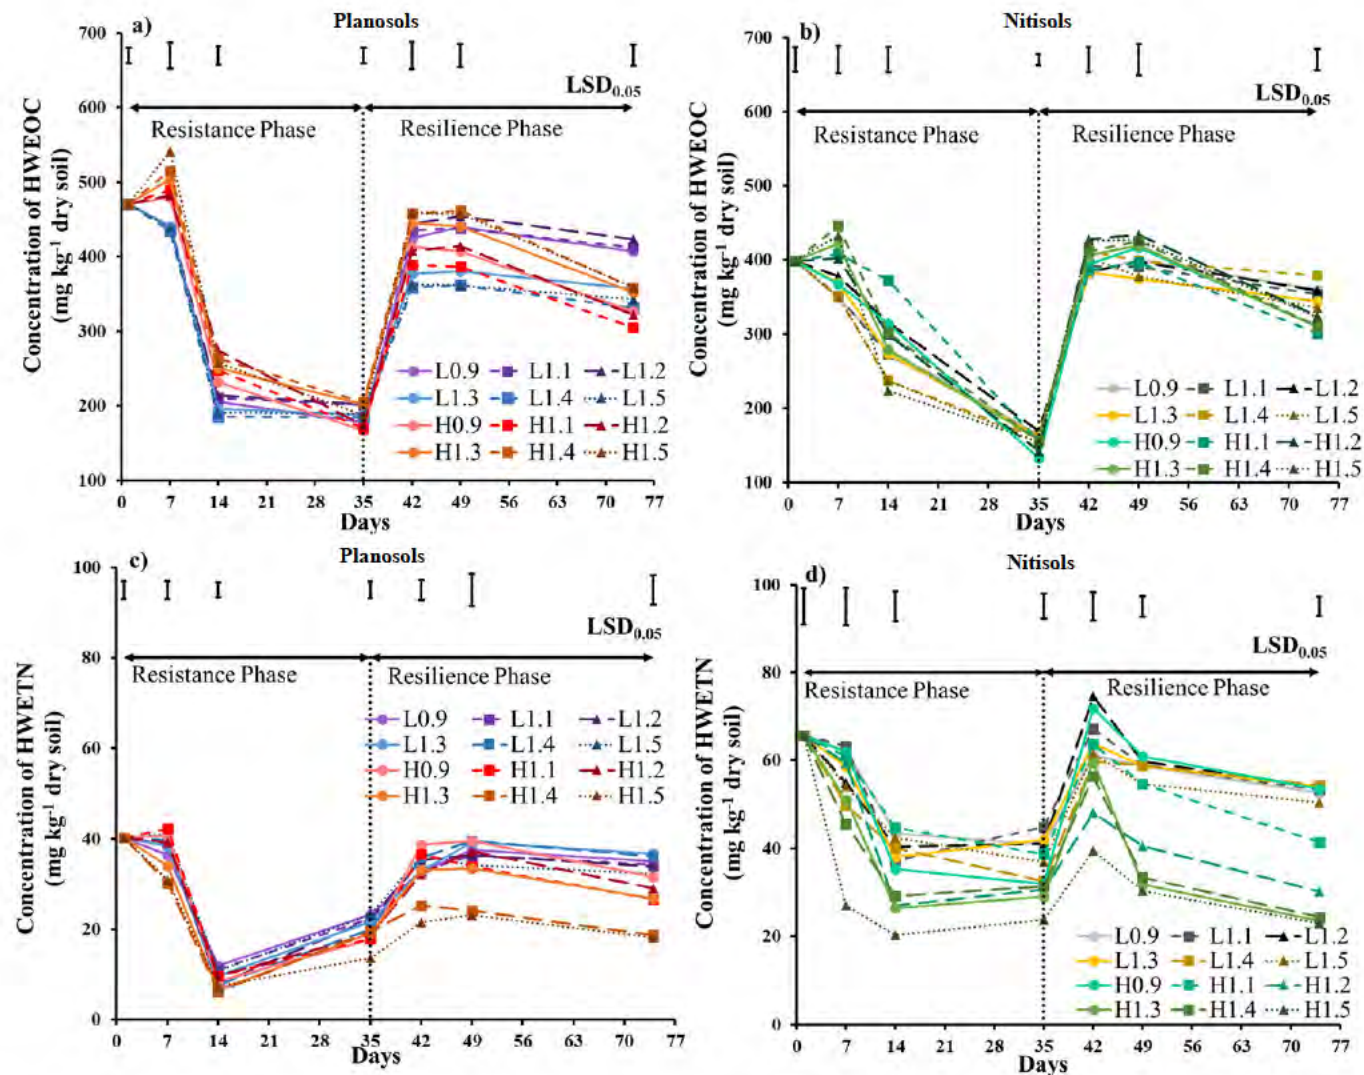 a)
Planosols
Concentration of HWEOC
(mg kg⁻¹ dry soil)
700
600
500
400
300
200
100
LSD0.05
Resistance Phase
Resilience Phase
L0.9 L1.1 L1.2
L1.3 L1.4 L1.5
H0.9 H1.1 H1.2
H1.3 H1.4 H1.5
0 7 14 21 28 35 42 49 56 63 70 77
Days
b)
Nitisols
Concentration of HWEOC
(mg kg⁻¹ dry soil)
700
600
500
400
300
200
100
LSD0.05
Resistance Phase
Resilience Phase
L0.9 L1.1 L1.2
L1.3 L1.4 L1.5
H0.9 H1.1 H1.2
H1.3 H1.4 H1.5
0 7 14 21 28 35 42 49 56 63 70 77
Days
c)
Planosols
Concentration of HWETN
(mg kg⁻¹ dry soil)
100
80
60
40
20
0
LSD0.05
Resistance Phase
Resilience Phase
L0.9 L1.1 L1.2
L1.3 L1.4 L1.5
H0.9 H1.1 H1.2
H1.3 H1.4 H1.5
0 7 14 21 28 35 42 49 56 63 70 77
Days
d)
Nitisols
Concentration of HWETN
(mg kg⁻¹ dry soil)
100
80
60
40
20
0
LSD0.05
Resistance Phase
Resilience Phase
L0.9 L1.1 L1.2
L1.3 L1.4 L1.5
H0.9 H1.1 H1.2
H1.3 H1.4 H1.5
0 7 14 21 28 35 42 49 56 63 70 77
Days